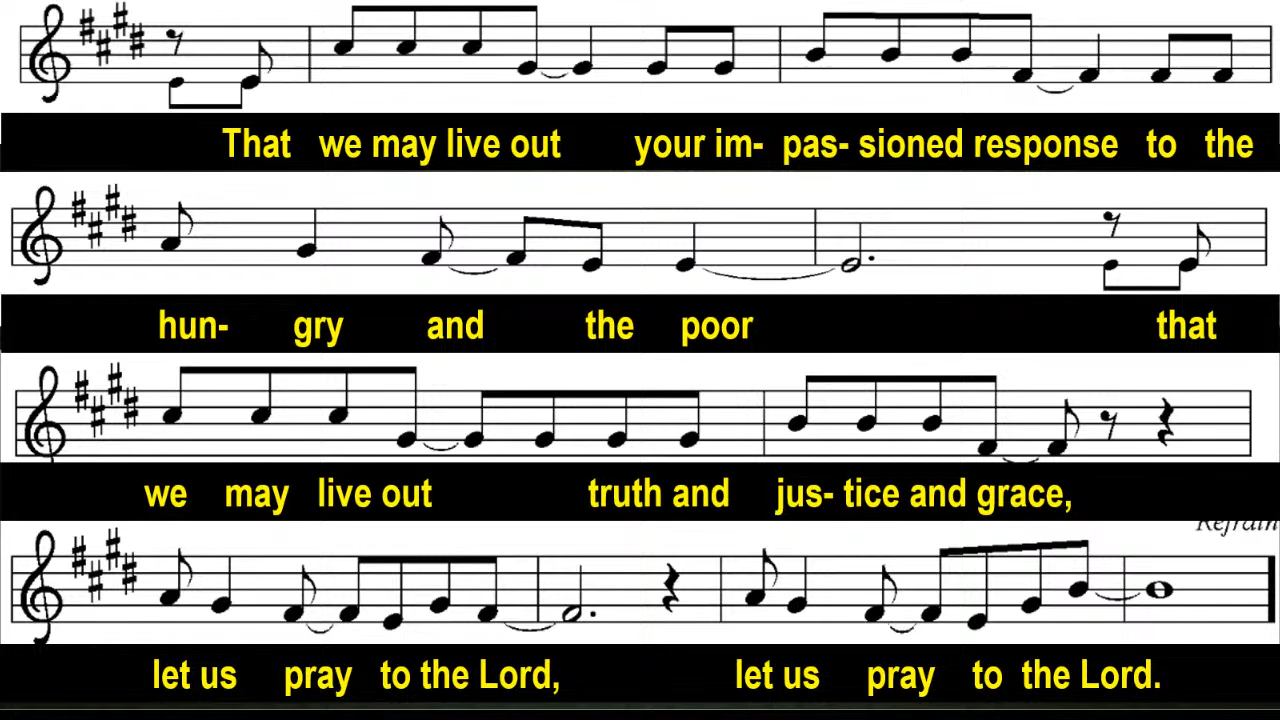 That we may live out your im- pas- sioned response to the
hun- gry and the poor that
we may live out truth and jus- tice and grace,
Refrain
let us pray to the Lord, let us pray to the Lord.